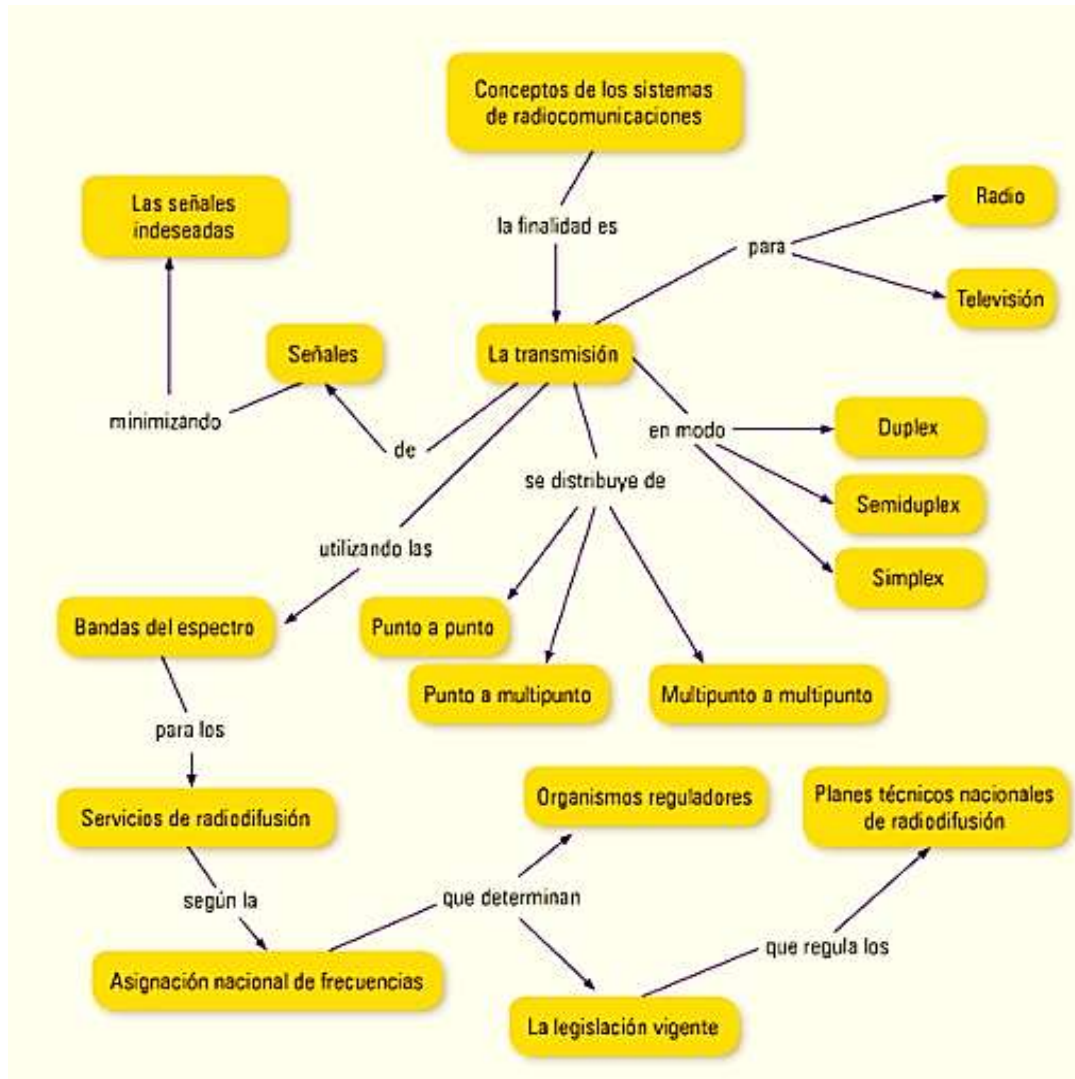 Conceptos de los sistemas
de radiocomunicaciones
la finalidad es
Las señales
indeseadas
Radio
para
Televisión
Señales
La transmisión
minimizando
de
en modo
Duplex
se distribuye de
Semiduplex
utilizando las
Simplex
Bandas del espectro
Punto a punto
Punto a multipunto
Multipunto a multipunto
para los
Servicios de radiodifusión
Organismos reguladores
Planes técnicos nacionales
de radiodifusión
según la
que determinan
Asignación nacional de frecuencias
que regula los
La legislación vigente